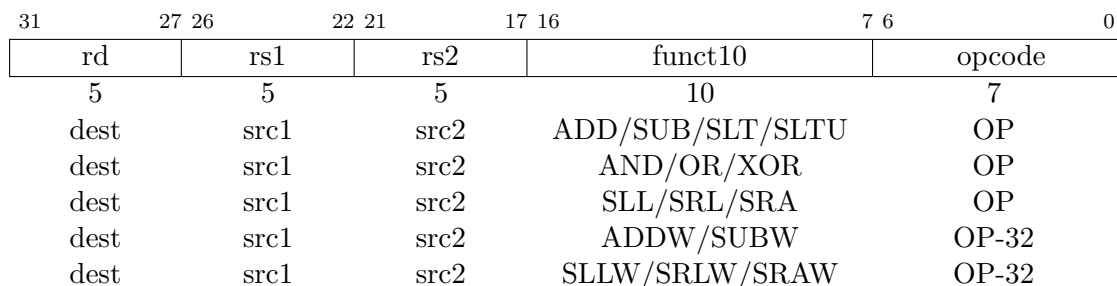 31 27 26 22 21 17 16 7 6 0
rd rs1 rs2 funct10 opcode
5 5 5 10 7
dest src1 src2 ADD/SUB/SLT/SLTU OP
dest src1 src2 AND/OR/XOR OP
dest src1 src2 SLL/SRL/SRA OP
dest src1 src2 ADDW/SUBW OP-32
dest src1 src2 SLLW/SRLW/SRAW OP-32